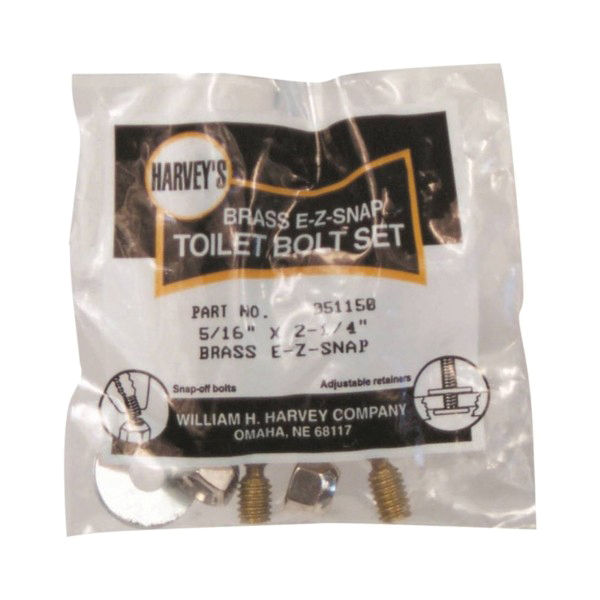 HARVEY'S
BRASS E-Z-SNAP
TOILET BOLT SET
PART NO. 051150
5/16" X 2-1/4"
BRASS E-Z-SNAP
Snap-off bolts
Adjustable retainers
WILLIAM H. HARVEY COMPANY
OMAHA, NE 68117